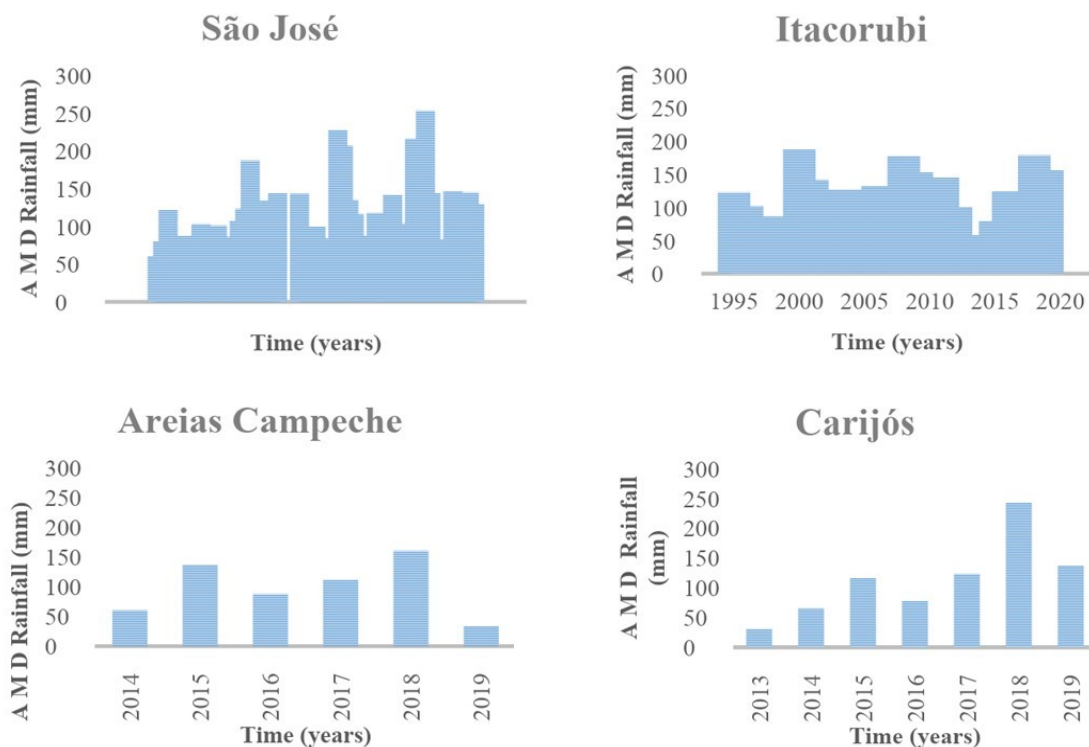 São José
A M D Rainfall (mm)
300
250
200
150
100
50
0
Time (years)
Itacorubi
A M D Rainfall (mm)
300
250
200
150
100
50
0
1995 2000 2005 2010 2015 2020
Time (years)
Areias Campeche
A M D Rainfall (mm)
300
250
200
150
100
50
0
2014 2015 2016 2017 2018 2019
Time (years)
Carijós
A M D Rainfall
(mm)
300
250
200
150
100
50
0
2013 2014 2015 2016 2017 2018 2019
Time (years)